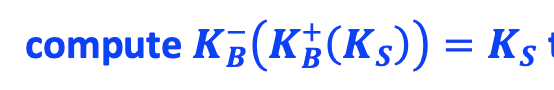 compute K_B^-(K_B^+(K_S)) = K_S